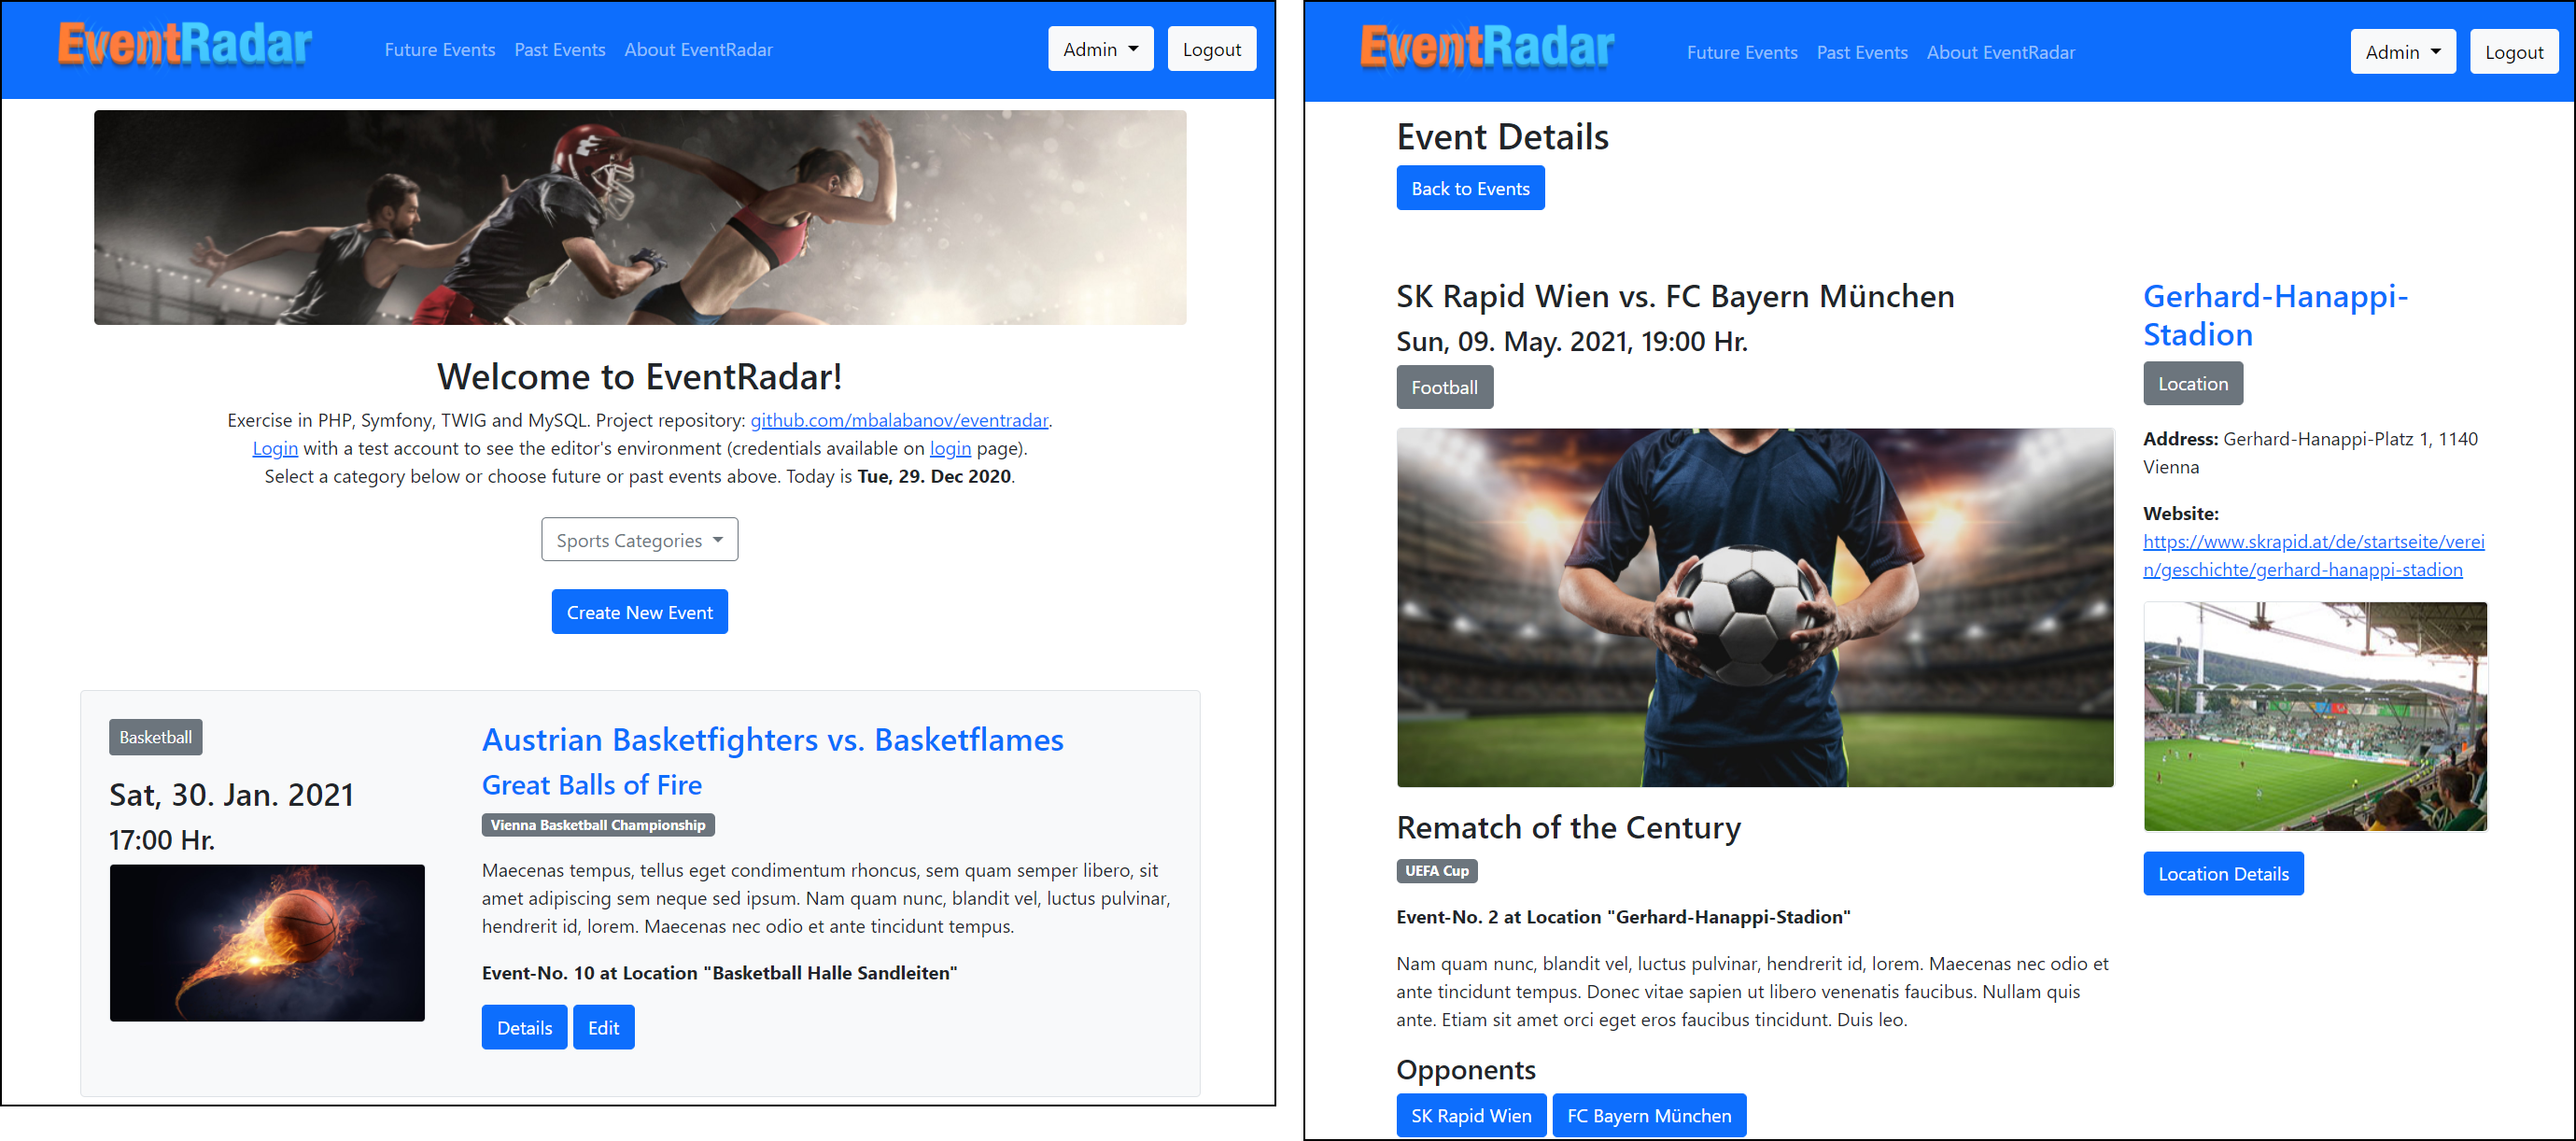 EventRadar
Future Events Past Events About EventRadar
Admin
Logout
Welcome to EventRadar!
Exercise in PHP, Symfony, TWIG and MySQL. Project repository: github.com/mbalabanov/eventradar.
Login with a test account to see the editor's environment (credentials available on login page).
Select a category below or choose future or past events above. Today is Tue, 29. Dec 2020.
Sports Categories
Create New Event
Basketball
Sat, 30. Jan. 2021
17:00 Hr.
Austrian Basketfighters vs. Basketflames
Great Balls of Fire
Vienna Basketball Championship
Maecenas tempus, tellus eget condimentum rhoncus, sem quam semper libero, sit
amet adipiscing sem neque sed ipsum. Nam quam nunc, blandit vel, luctus pulvinar,
hendrerit id, lorem. Maecenas nec odio et ante tincidunt tempus.
Event-No. 10 at Location "Basketball Halle Sandleiten"
Details
Edit
EventRadar
Future Events Past Events About EventRadar
Admin
Logout
Event Details
Back to Events
SK Rapid Wien vs. FC Bayern München
Sun, 09. May. 2021, 19:00 Hr.
Football
Rematch of the Century
UEFA Cup
Event-No. 2 at Location "Gerhard-Hanappi-Stadion"
Nam quam nunc, blandit vel, luctus pulvinar, hendrerit id, lorem. Maecenas nec odio et
ante tincidunt tempus. Donec vitae sapien ut libero venenatis faucibus. Nullam quis
ante. Etiam sit amet orci eget eros faucibus tincidunt. Duis leo.
Opponents
SK Rapid Wien
FC Bayern München
Gerhard-Hanappi-
Stadion
Location
Address: Gerhard-Hanappi-Platz 1, 1140
Vienna
Website:
https://www.skrapid.at/de/startseite/verei
n/geschichte/gerhard-hanappi-stadion
Location Details